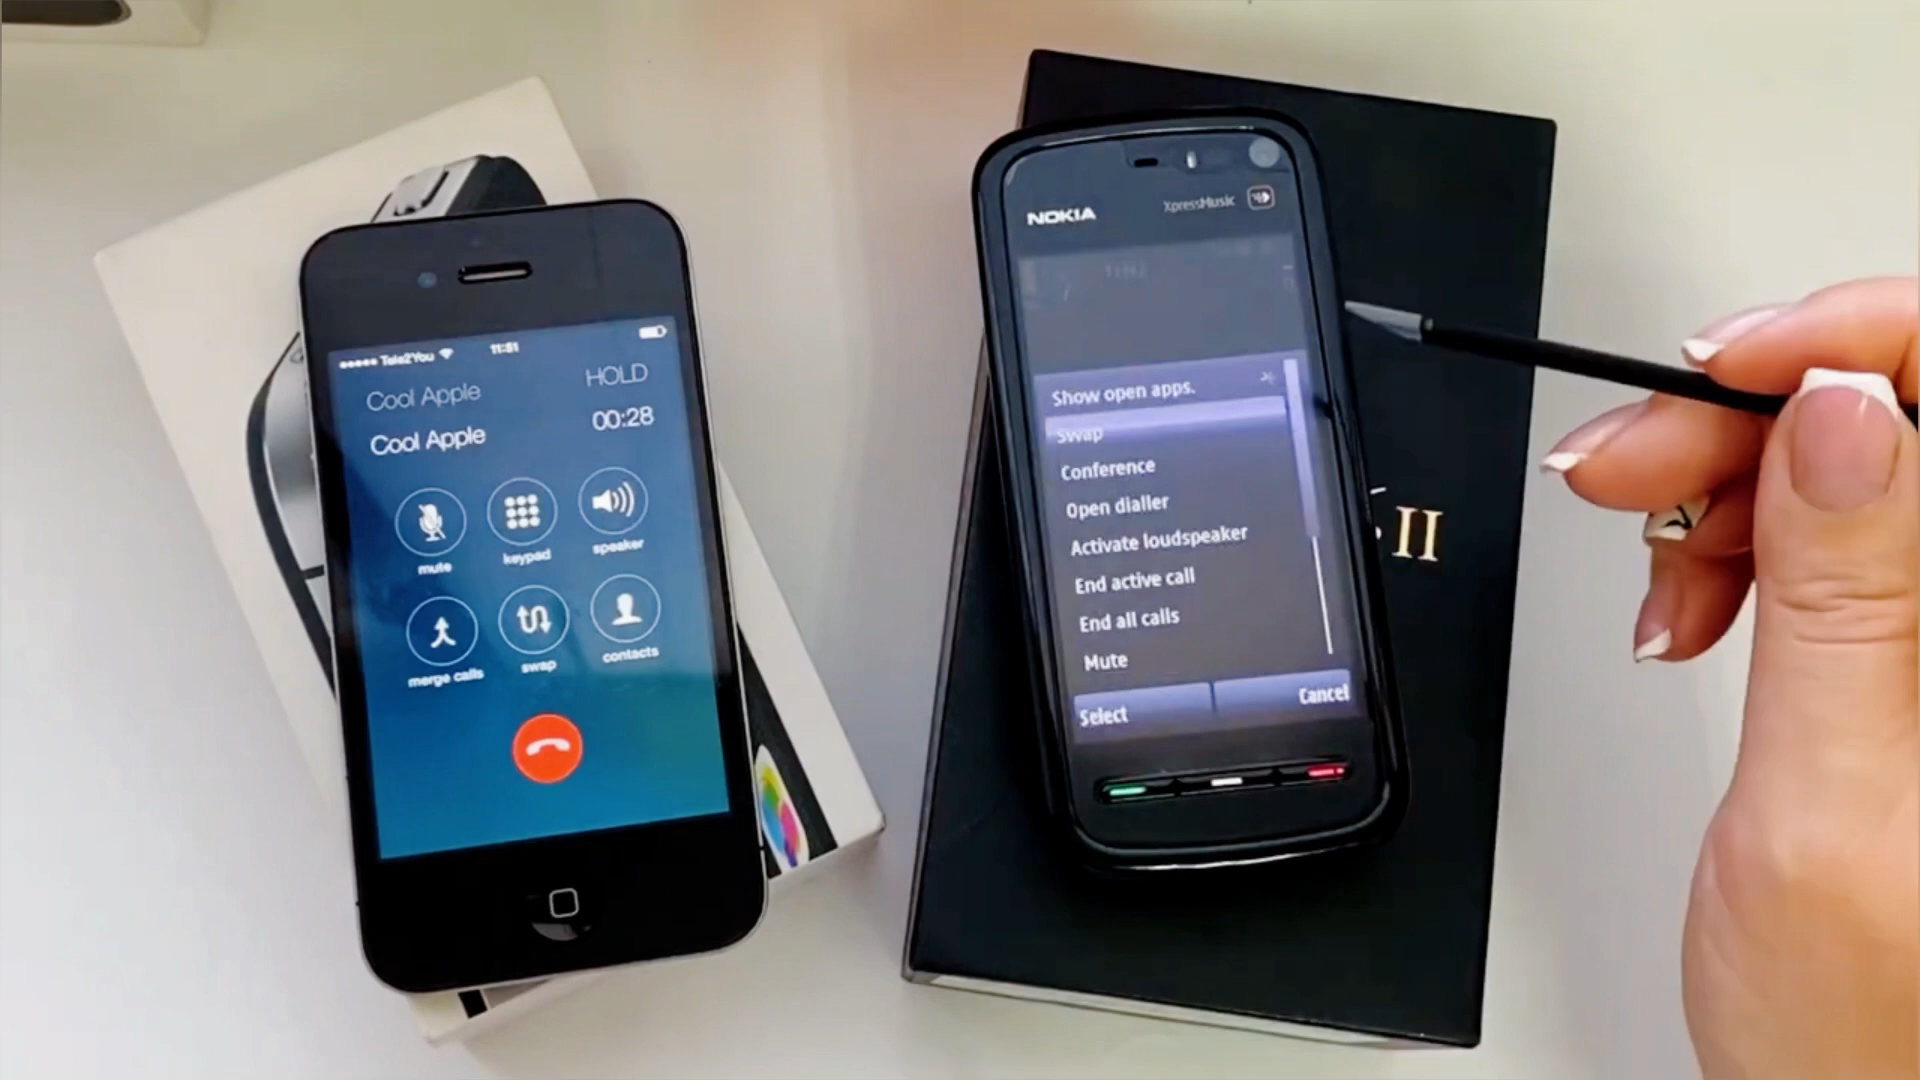 Tele2You 11:51
Cool Apple HOLD
Cool Apple 00:28
mute keypad speaker
merge calls swap contacts
NOKIA XpressMusic
Show open apps.
Swap
Conference
Open dialler
Activate loudspeaker
End active call
End all calls
Mute
Select Cancel
II